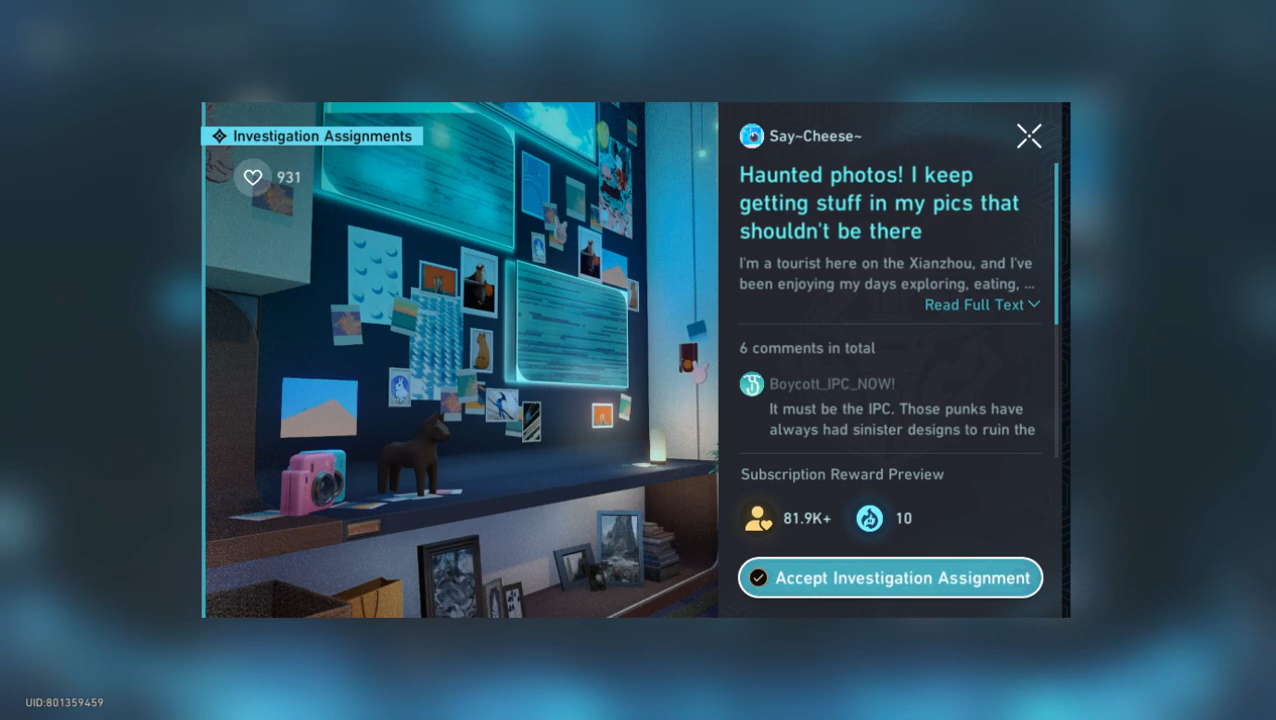 Investigation Assignments
931
Say~Cheese~
Haunted photos! I keep
getting stuff in my pics that
shouldn't be there
I'm a tourist here on the Xianzhou, and I've
been enjoying my days exploring, eating, ...
Read Full Text
6 comments in total
Boycott_IPC_NOW!
It must be the IPC. Those punks have
always had sinister designs to ruin the
Subscription Reward Preview
81.9K+
10
Accept Investigation Assignment
UID:801359459